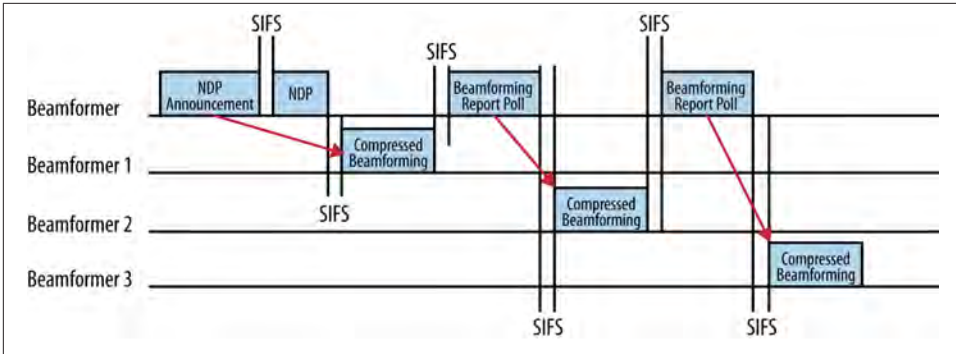 SIFS
SIFS
SIFS
Beamformer
NDP
Announcement
NDP
Beamforming
Report Poll
Beamforming
Report Poll
Beamformer 1
Compressed
Beamforming
SIFS
Beamformer 2
Compressed
Beamforming
Beamformer 3
Compressed
Beamforming
SIFS
SIFS